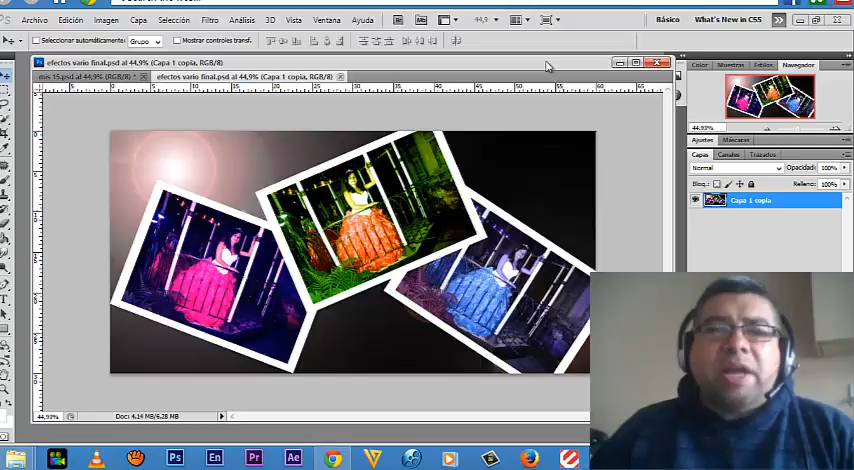 Archivo Capa Selección Filtro Análisis 3D Vista Ventana Ayuda Br Mb 44,9 Básico What's New in CS5
Seleccionar automáticamente: Grupo Mostrar controles transf.
efectos vario final.psd al 44,9% (Capa 1 copia, RGB/8)
mis 15.psd al 44,9% (RGB/8) * efectos vario final.psd al 44,9% (Capa 1 copia, RGB/8)
Color Muestras Estilos Navegador
44.93%
Ajustes Máscaras
Capas Canales Trazados
Normal Opacidad: 100%
Bloq.: Relleno: 100%
Capa 1 copia
44,93% Doc: 4.14 MB/6.28 MB
Ps En Pr Ae